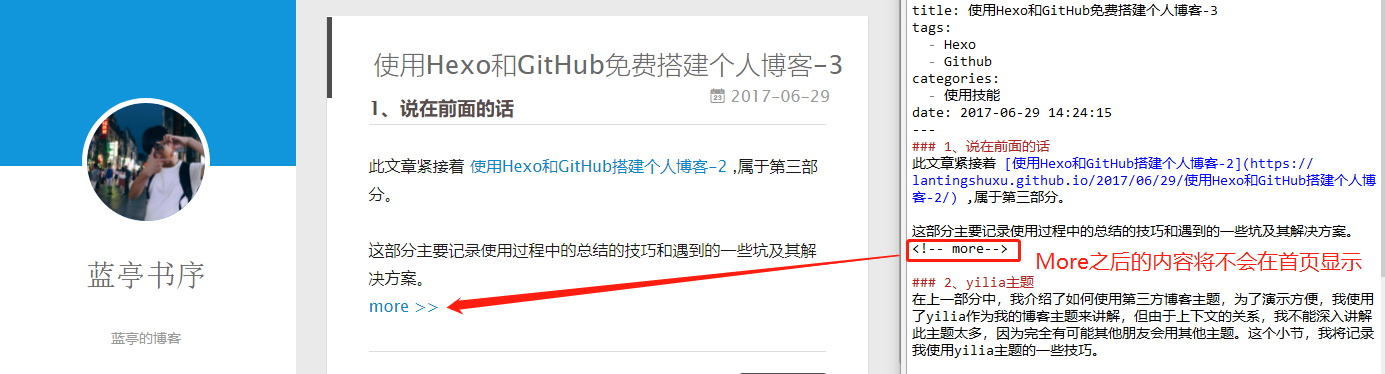 蓝亭书序
蓝亭的博客
使用Hexo和GitHub免费搭建个人博客-3
23 2017-06-29
1、说在前面的话
此文章紧接着 使用Hexo和GitHub搭建个人博客-2 ,属于第三部
分。
这部分主要记录使用过程中的总结的技巧和遇到的一些坑及其解
决方案。
more >>
title: 使用Hexo和GitHub免费搭建个人博客-3
tags:
- Hexo
- Github
categories:
- 使用技能
date: 2017-06-29 14:24:15
---
### 1、说在前面的话
此文章紧接着 [使用Hexo和GitHub搭建个人博客-2](https://
lantingshuxu.github.io/2017/06/29/使用Hexo和GitHub搭建个人博
客-2/) ,属于第三部分。
这部分主要记录使用过程中的总结的技巧和遇到的一些坑及其解决方案。
<!-- more-->
More之后的内容将不会在首页显示
### 2、yilia主题
在上一部分中，我介绍了如何使用第三方博客主题，为了演示方便，我使用
了yilia作为我的博客主题来讲解，但由于上下文的关系，我不能深入讲解
此主题太多，因为完全有可能其他朋友会用其他主题。这个小节，我将记录
我使用yilia主题的一些技巧。